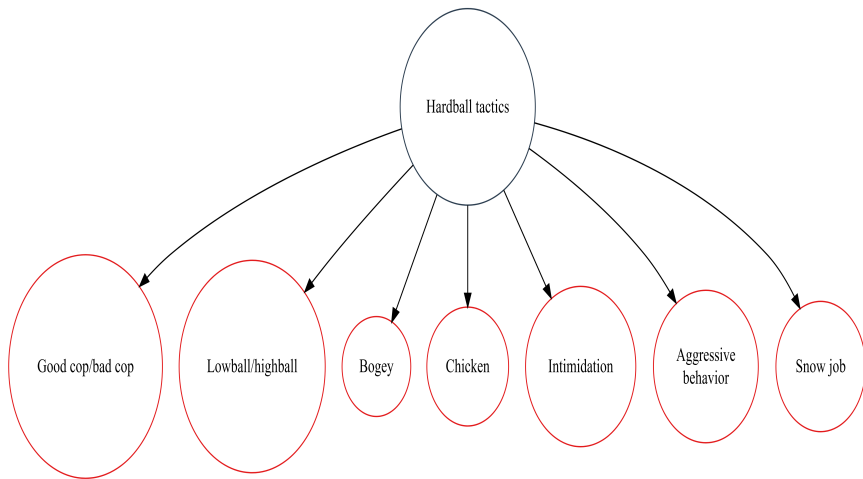 Hardball tactics
Good cop/bad cop
Lowball/highball
Bogey
Chicken
Intimidation
Aggressive
behavior
Snow job